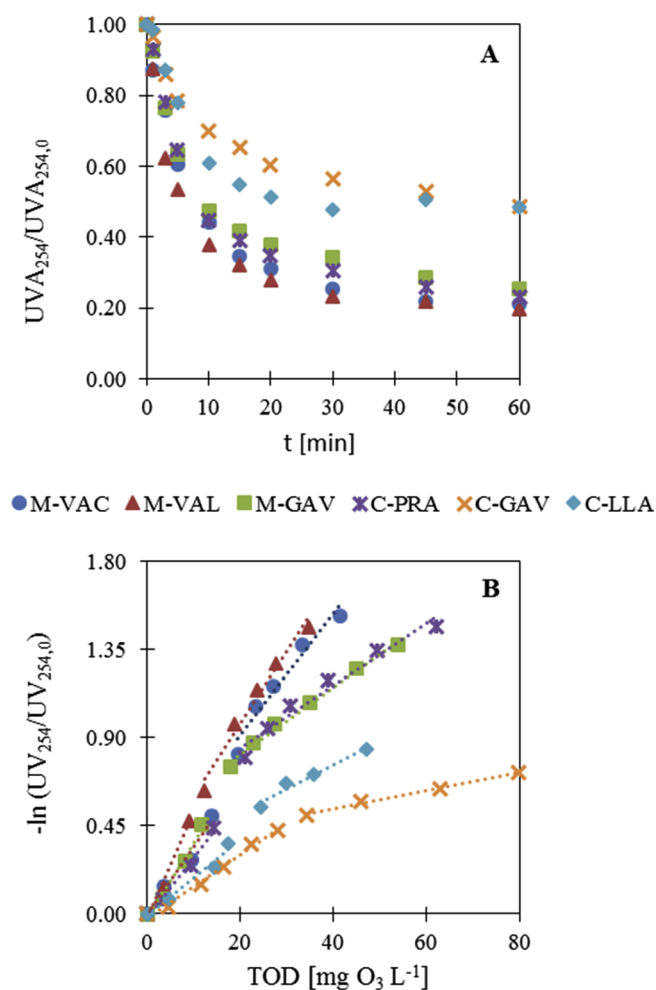 1.00
A
0.80
0.60
0.40
0.20
0.00
UVA254/UVA254,0
0 10 20 30 40 50 60
t [min]
M-VAC M-VAL M-GAV C-PRA C-GAV C-LLA
1.80
B
1.35
0.90
0.45
0.00
-ln (UV254/UV254,0)
0 20 40 60 80
TOD [mg O3 L-1]